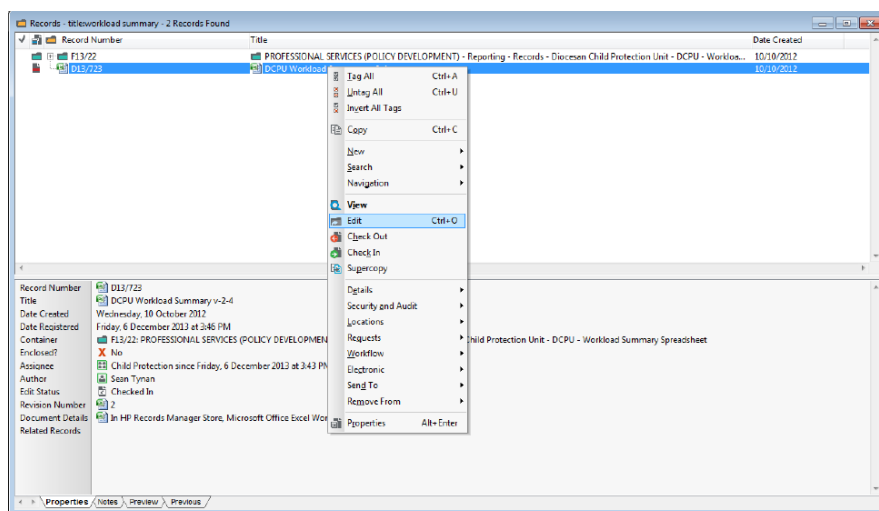 Records - titleworkload summary - 2 Records Found
Record Number Title Date Created
F13/22 PROFESSIONAL SERVICES (POLICY DEVELOPMENT) - Reporting - Records - Diocesan Child Protection Unit - DCPU - Workloa... 10/10/2012
D13/723 DCPU Workload 10/10/2012
Tag All Ctrl+A
Untag All Ctrl+U
Invert All Tags
Copy Ctrl+C
New
Search
Navigation
View
Edit Ctrl+O
Check Out
Check In
Supercopy
Details
Security and Audit
Locations
Requests
Workflow
Electronic
Send To
Remove From
Properties Alt+Enter
Record Number D13/723
Title DCPU Workload Summary v-2-4
Date Created Wednesday, 10 October 2012
Date Registered Friday, 6 December 2013 at 3:46 PM
Container F13/22: PROFESSIONAL SERVICES (POLICY DEVELOPMEN hild Protection Unit - DCPU - Workload Summary Spreadsheet
Enclosed? No
Assignee Child Protection since Friday, 6 December 2013 at 3:43 PM
Author Sean Tynan
Edit Status Checked In
Revision Number 2
Document Details In HP Records Manager Store, Microsoft Office Excel Wor
Related Records
Properties Notes Preview Previous